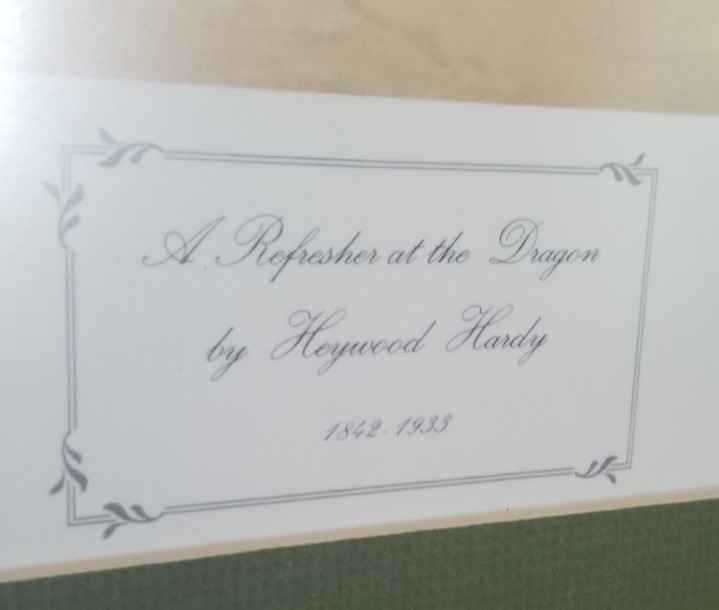 A Refresher at the Dragon
by Heywood Hardy
1842-1933